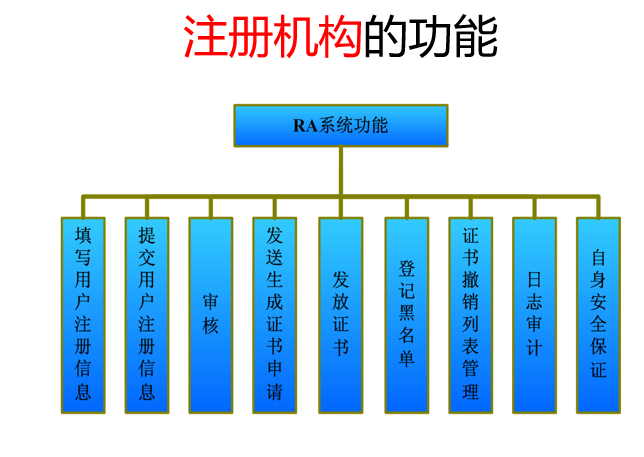 注册机构的功能
RA系统功能
填写用户注册信息
提交用户注册信息
审核
发送生成证书申请
发放证书
登记黑名单
证书撤销列表管理
日志审计
自身安全保证